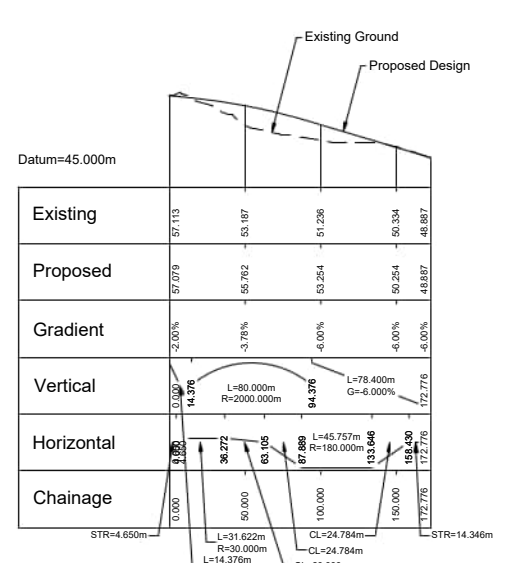 Existing Ground
Proposed Design
Datum=45.000m
Existing
57.113
53.187
51.236
50.334
48.887
Proposed
57.079
55.762
53.254
50.254
48.887
Gradient
-2.00%
-3.78%
-6.00%
-6.00%
-6.00%
Vertical
0.000
14.376
L=80.000m
R=2000.000m
94.376
L=78.400m
G=-6.000%
172.776
Horizontal
4.650
36.272
63.105
87.889
L=45.757m
R=180.000m
133.646
158.430
172.776
Chainage
0.000
50.000
100.000
150.000
172.776
STR=4.650m
L=31.622m
R=30.000m
L=14.376m
CL=24.784m
CL=24.784m
STR=14.346m